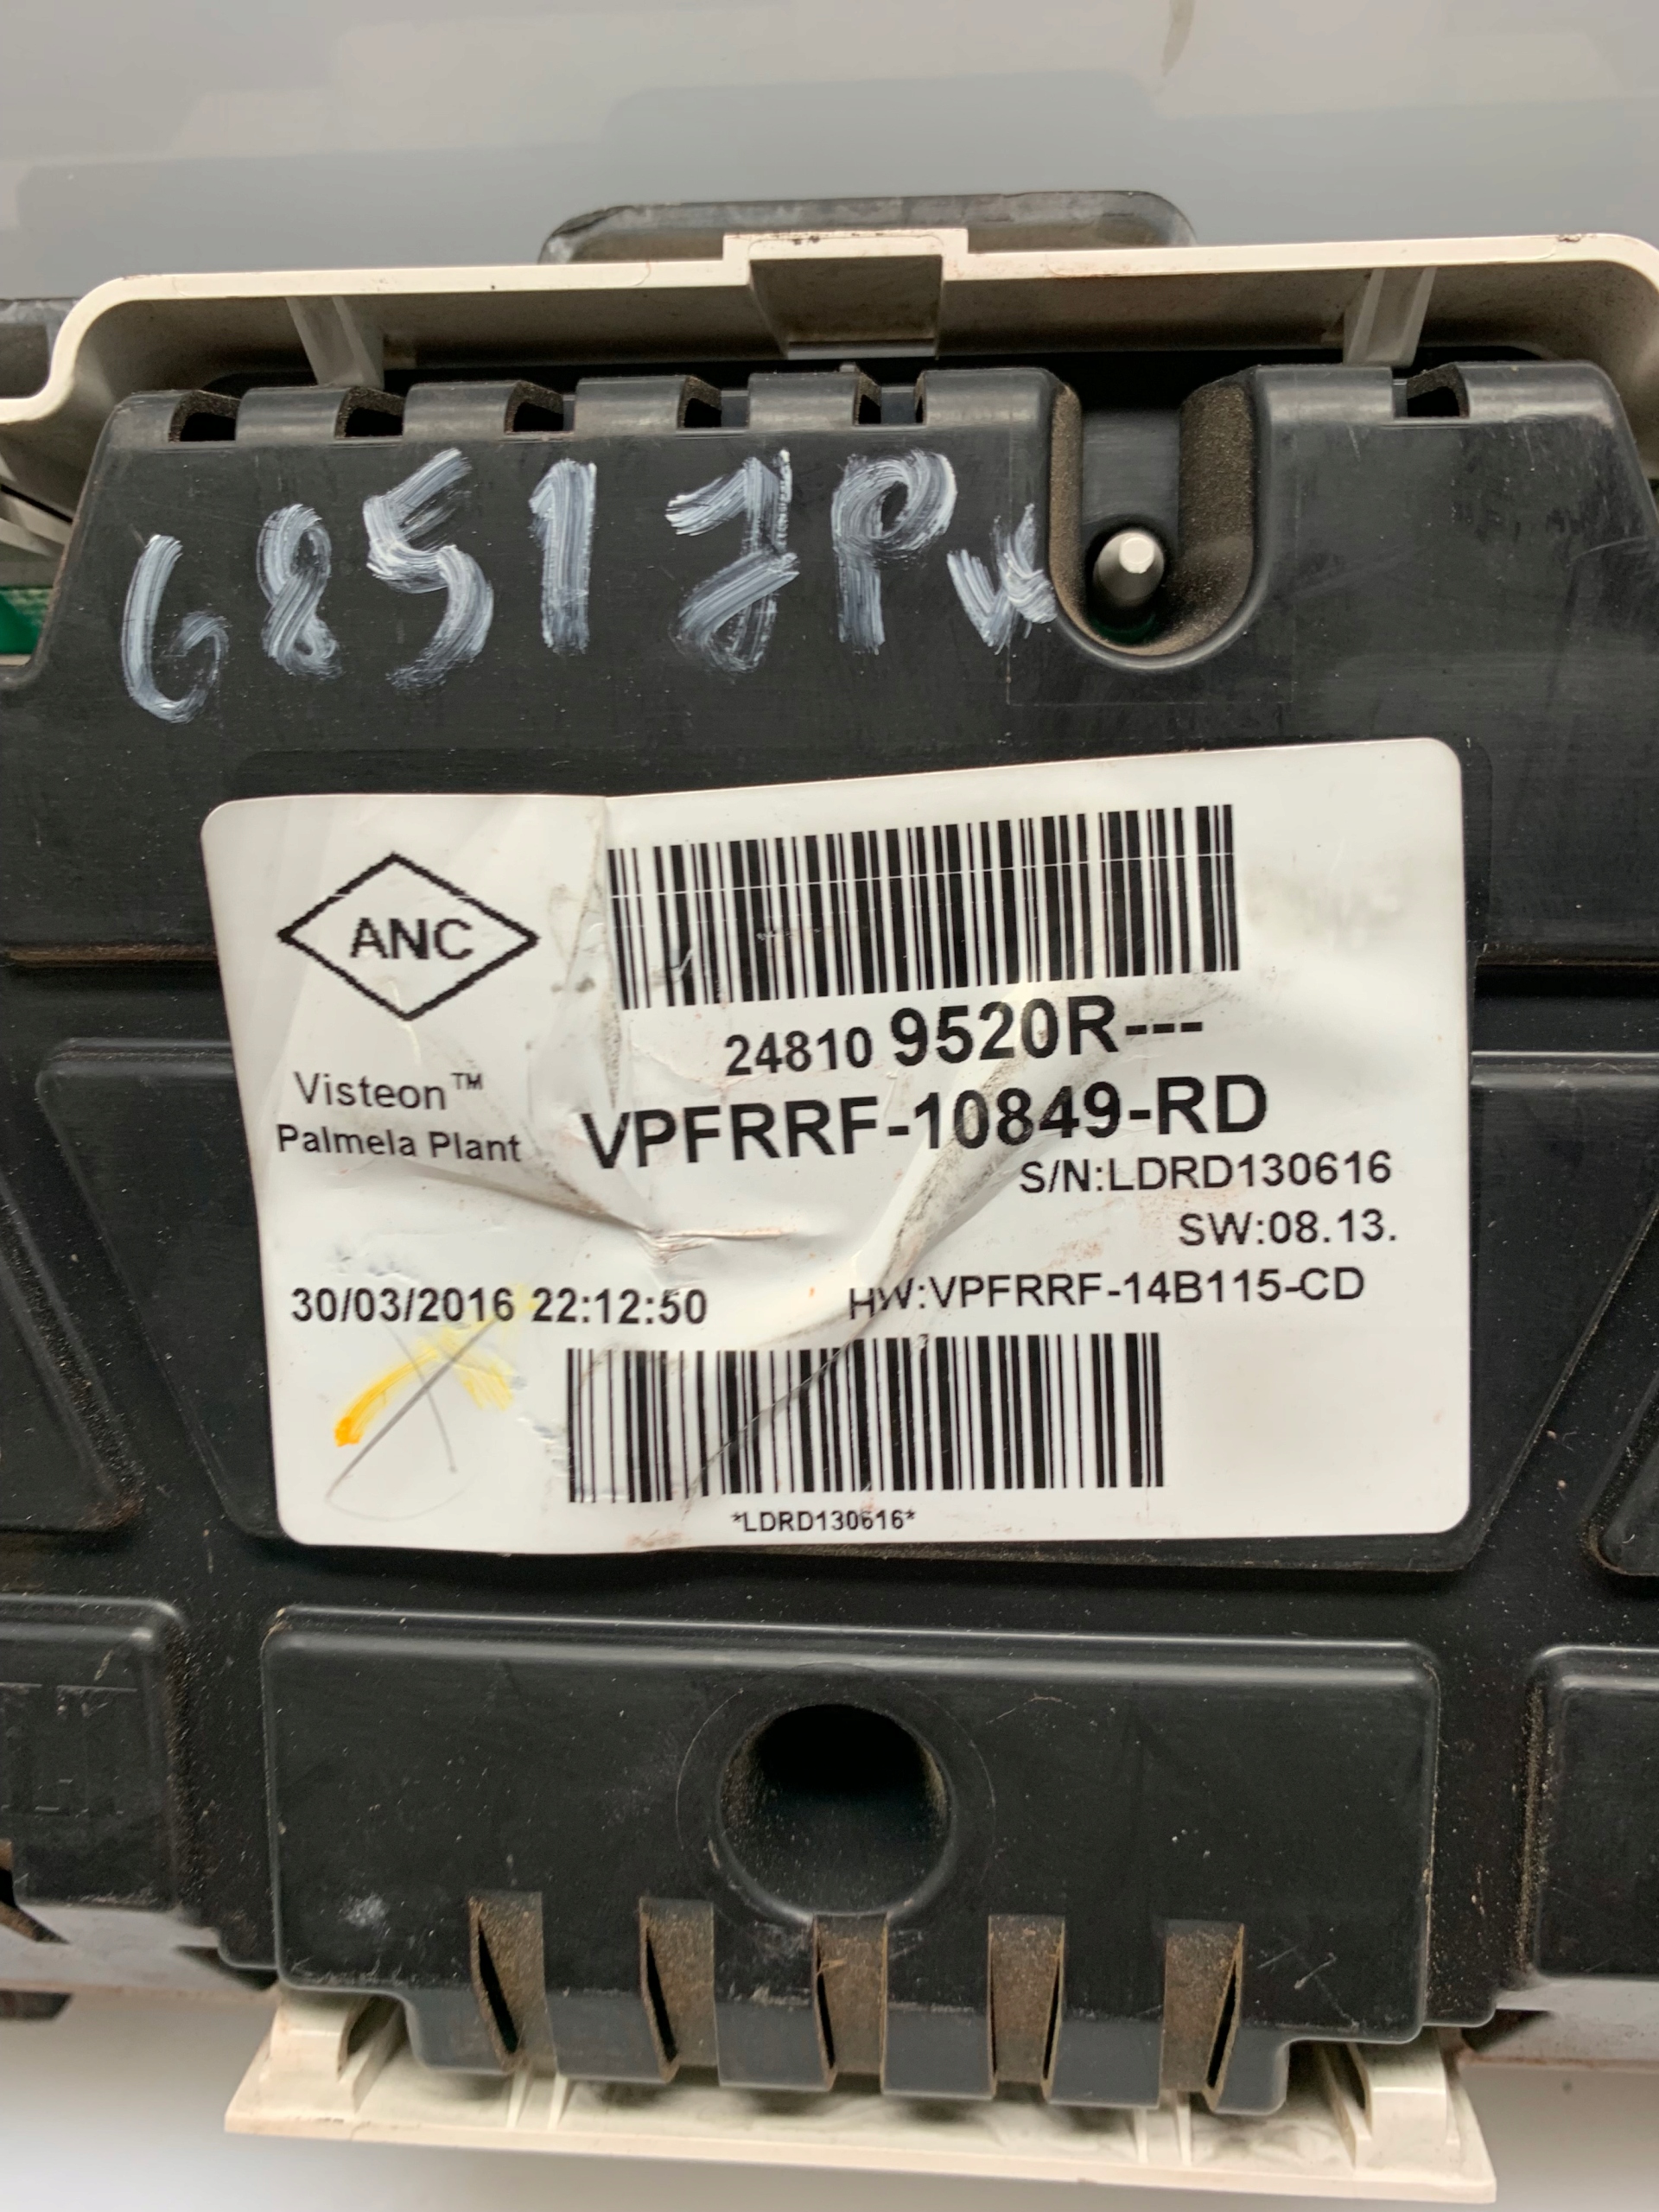 6851JPW
ANC
24810 9520R---
Visteon™
Palmela Plant
VPFRRF-10849-RD
S/N:LDRD130616
SW:08.13.
30/03/2016 22:12:50
HW:VPFRRF-14B115-CD
*LDRD130616*